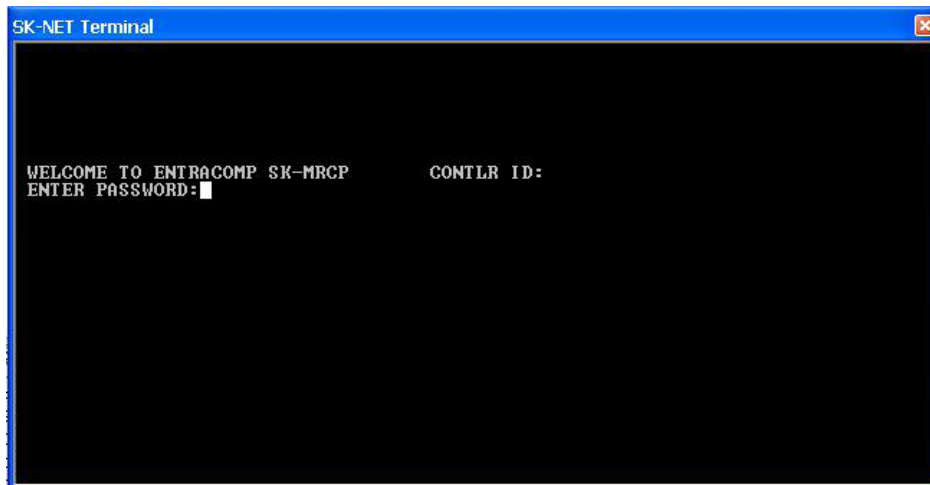 SK-NET Terminal
WELCOME TO ENTRACOMP SK-MRCP CONTLR ID:
ENTER PASSWORD: